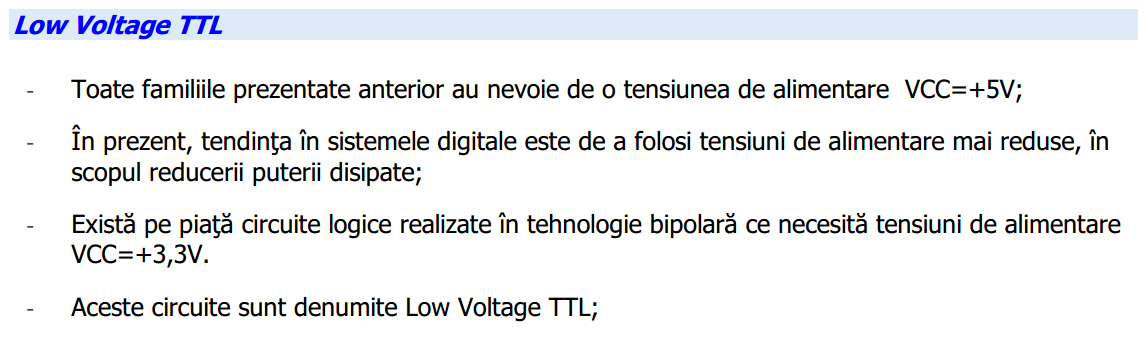 Low Voltage TTL
- Toate familiile prezentate anterior au nevoie de o tensiunea de alimentare VCC=+5V;
- În prezent, tendinţa în sistemele digitale este de a folosi tensiuni de alimentare mai reduse, în
scopul reducerii puterii disipate;
- Există pe piaţă circuite logice realizate în tehnologie bipolară ce necesită tensiuni de alimentare
VCC=+3,3V.
- Aceste circuite sunt denumite Low Voltage TTL;